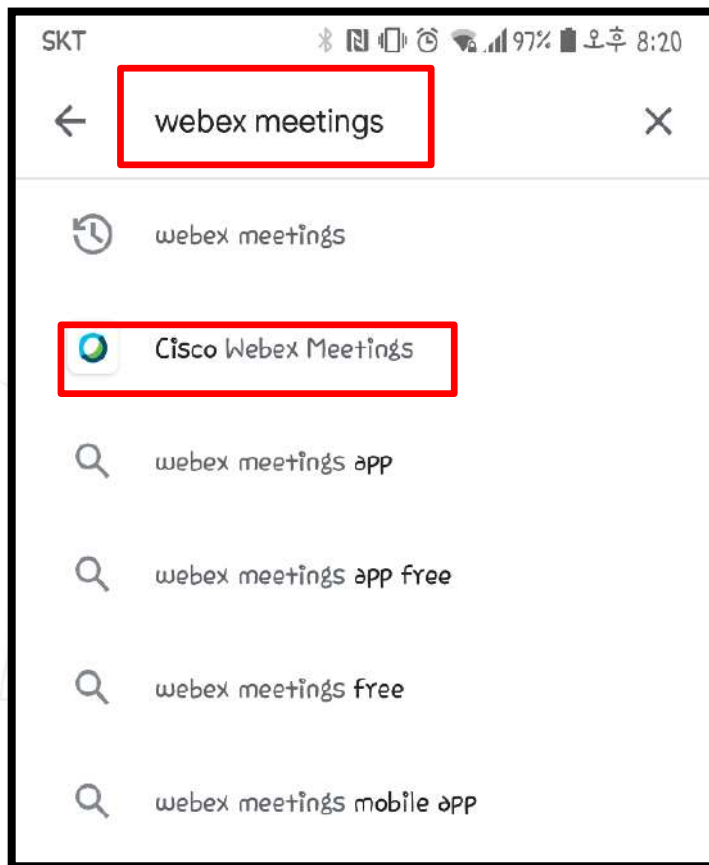 SKT 97% 오후 8:20
webex meetings
webex meetings
Cisco Webex Meetings
webex meetings app
webex meetings app free
webex meetings free
webex meetings mobile app